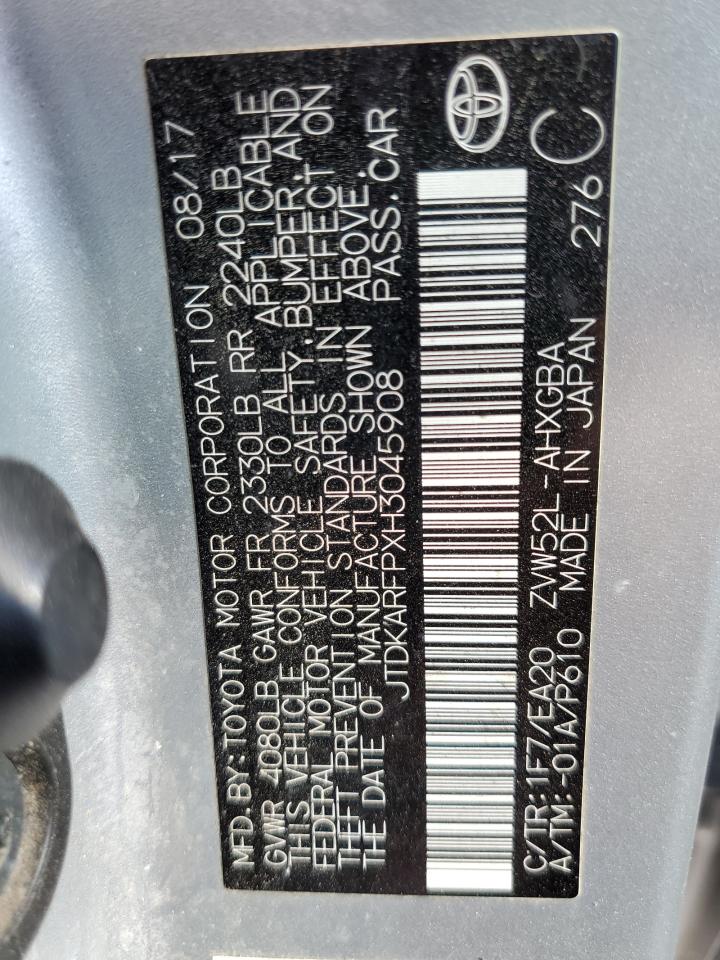 MFD. BY: TOYOTA MOTOR CORPORATION 08/17
GVWR 4080LB GAWR FR 2330LB RR 2240LB
THIS VEHICLE CONFORMS TO ALL APPLICABLE
FEDERAL MOTOR VEHICLE SAFETY, BUMPER, AND
THEFT PREVENTION STANDARDS IN EFFECT ON
THE DATE OF MANUFACTURE SHOWN ABOVE.
JTDKARFPXH3045908 PASS. CAR
C/TR: 1F7/EA20 ZVW52L-AHXGBA
A/TM: -01A/P610 MADE IN JAPAN 276 C